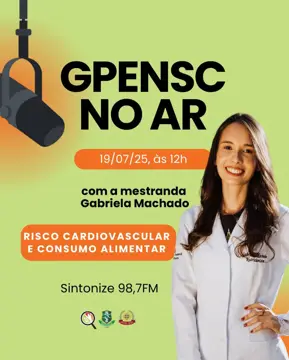 GPENSC
NO AR
19/07/25, às 12h
com a mestranda
Gabriela Machado
RISCO CARDIOVASCULAR
E CONSUMO ALIMENTAR
Sintonize 98,7FM